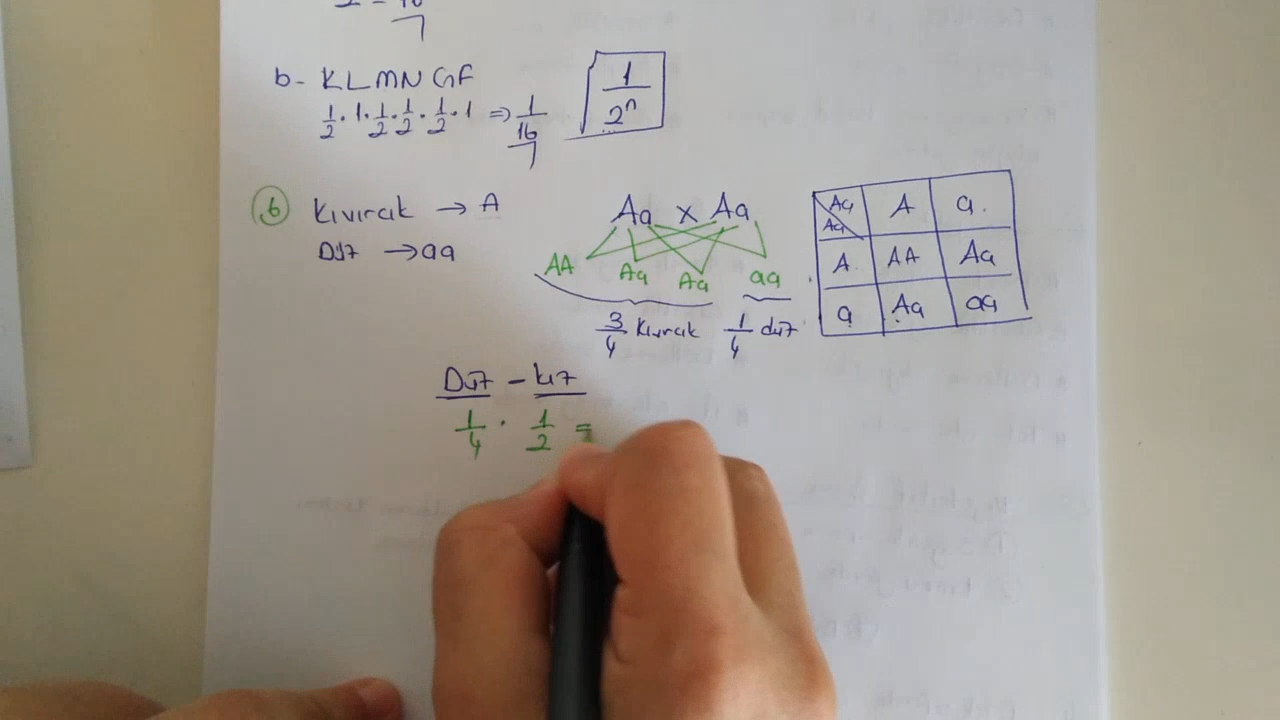 b- KLMNGF
1/2 . 1 . 1/2 . 1/2 . 1/2 . 1 ⇒ 1/16
1/2ⁿ
6 Kıvırcık → A
Düz → aa
Aa x Aa
AA Aa Aa aa
3/4 kıvırcık 1/4 düz
Aa Aa A a
A AA Aa
a Aa aa
Düz - kız
1/4 . 1/2 =